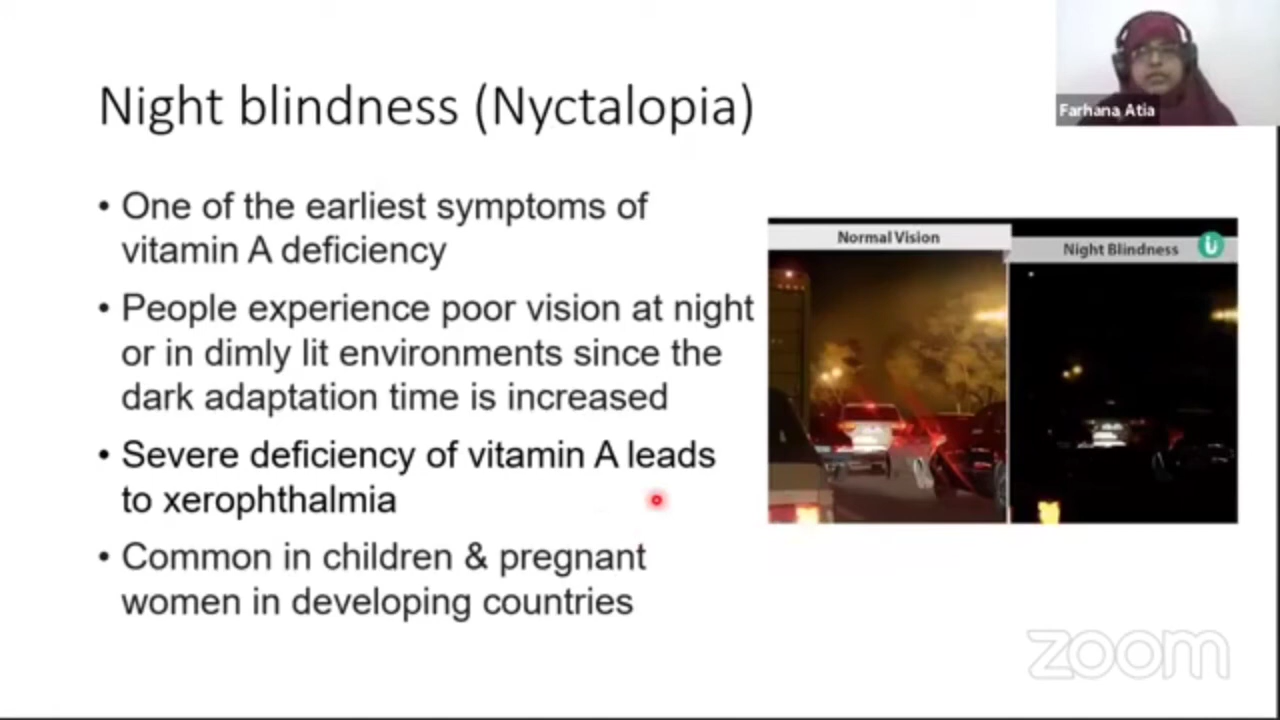 Night blindness (Nyctalopia)
Farhana Atia
• One of the earliest symptoms of
vitamin A deficiency
• People experience poor vision at night
or in dimly lit environments since the
dark adaptation time is increased
• Severe deficiency of vitamin A leads
to xerophthalmia
• Common in children & pregnant
women in developing countries
Normal Vision
Night Blindness
zoom